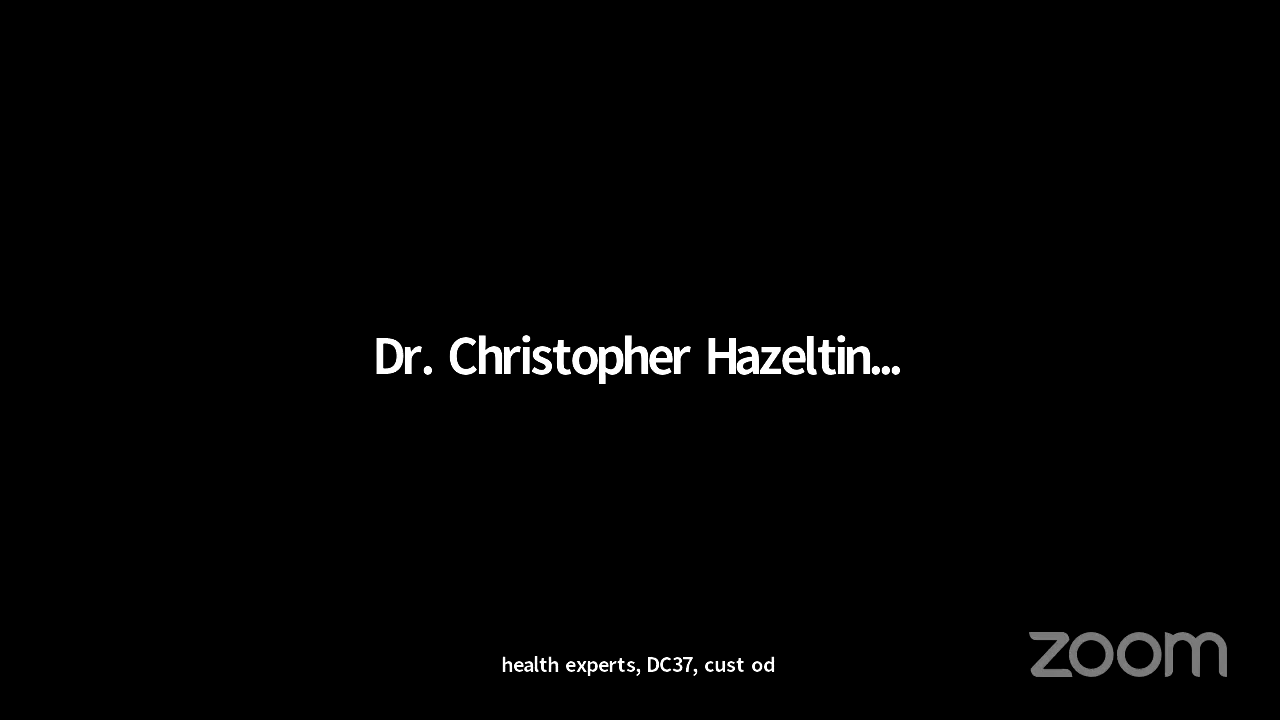 Dr. Christopher Hazeltin...
health experts, DC37, cust od
zoom